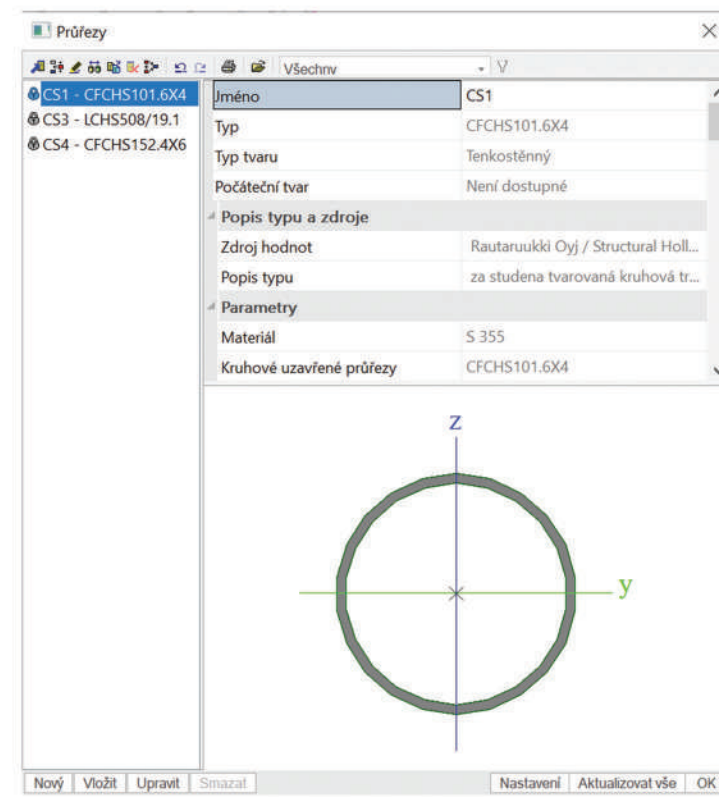 Průřezy
Všechny
CS1 - CFCHS101.6X4
CS3 - LCHS508/19.1
CS4 - CFCHS152.4X6
Jméno CS1
Typ CFCHS101.6X4
Typ tvaru Tenkostěnný
Počáteční tvar Není dostupné
Popis typu a zdroje
Zdroj hodnot Rautaruukki Oyj / Structural Holl...
Popis typu za studena tvarovaná kruhová tr...
Parametry
Materiál S 355
Kruhové uzavřené průřezy CFCHS101.6X4
z
y
Nový Vložit Upravit Smazat Nastavení Aktualizovat vše OK